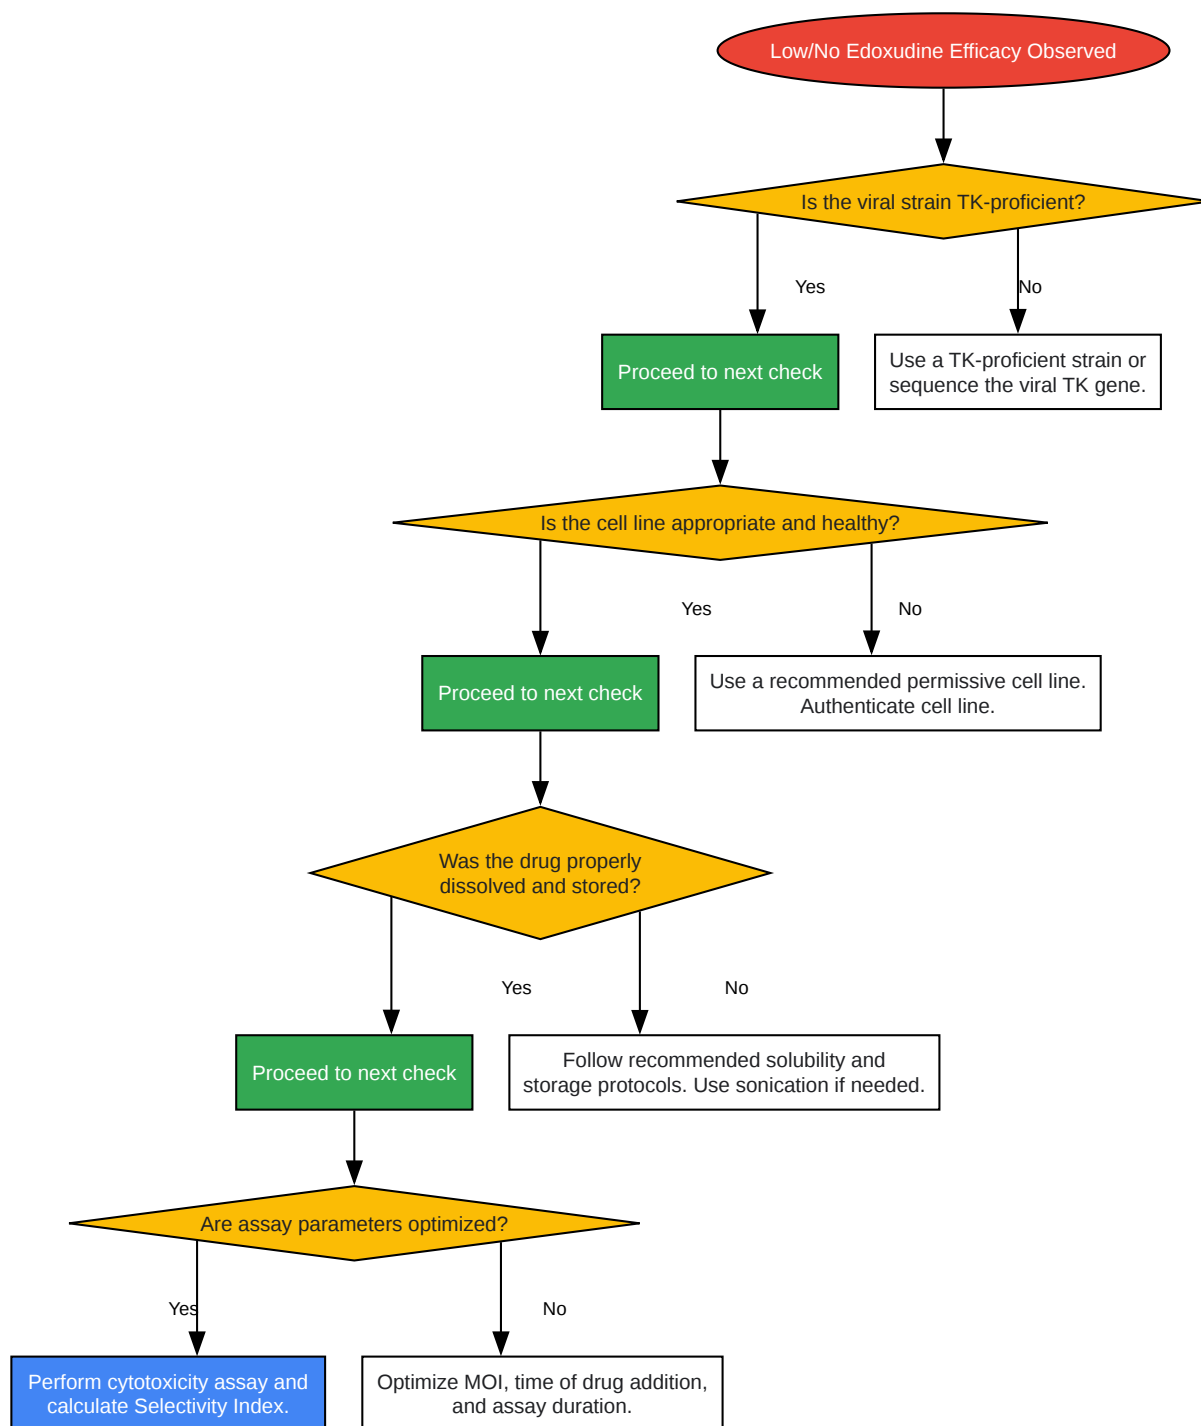 Low/No Edoxudine Efficacy Observed
Is the viral strain TK-proficient?
Yes
No
Proceed to next check
Use a TK-proficient strain or
sequence the viral TK gene.
Is the cell line appropriate and healthy?
Yes
No
Proceed to next check
Use a recommended permissive cell line.
Authenticate cell line.
Was the drug properly
dissolved and stored?
Yes
No
Proceed to next check
Follow recommended solubility and
storage protocols. Use sonication if needed.
Are assay parameters optimized?
Yes
No
Perform cytotoxicity assay and
calculate Selectivity Index.
Optimize MOI, time of drug addition,
and assay duration.